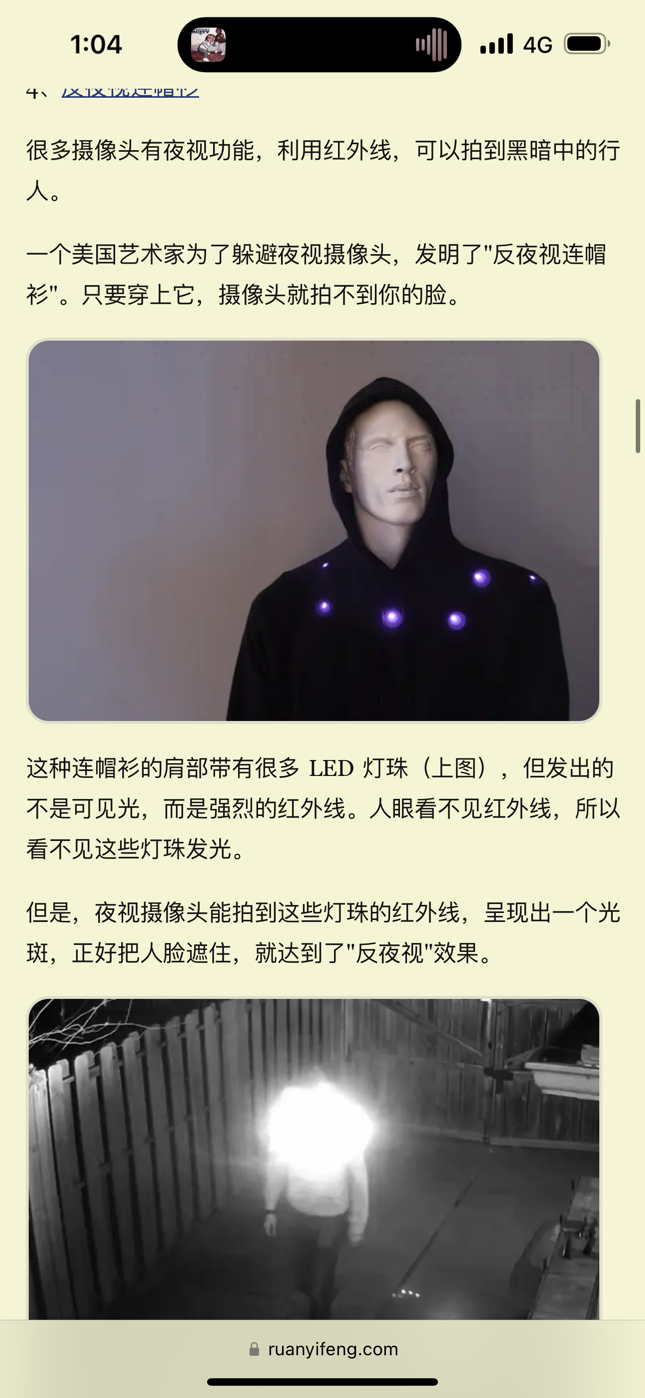 1:04
4G
4、反夜视连帽衫
很多摄像头有夜视功能，利用红外线，可以拍到黑暗中的行
人。
一个美国艺术家为了躲避夜视摄像头，发明了"反夜视连帽
衫"。只要穿上它，摄像头就拍不到你的脸。
这种连帽衫的肩部带有很多 LED 灯珠（上图），但发出的
不是可见光，而是强烈的红外线。人眼看不见红外线，所以
看不见这些灯珠发光。
但是，夜视摄像头能拍到这些灯珠的红外线，呈现出一个光
斑，正好把人脸遮住，就达到了"反夜视"效果。
ruanyifeng.com